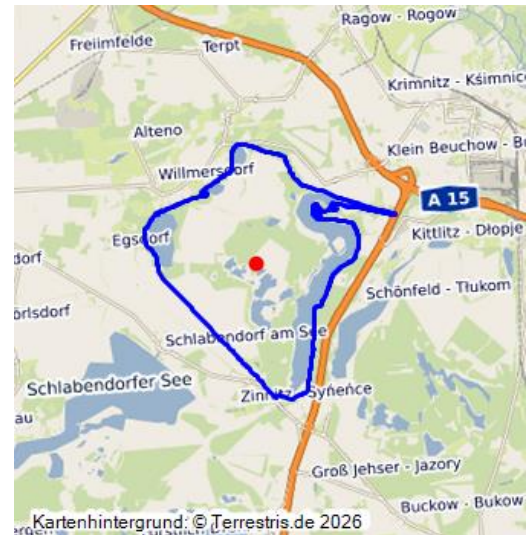 Ragow - Rogow
Freiimfelde
Terpt
Krimnitz - Kśimnice
Alteno
Klein Beuchow - B
Willmersdorf
A 15
Kittlitz - Dłopje
Egsdorf
dorf
Schönfeld - Tłukom
örlsdorf
Schlabendorf am See
Schlabendorfer See
Zinnitz - Syńeńce
au
Groß Jehser - Jazory
Buckow - Bukow
Kartenhintergrund: © Terrestris.de 2026